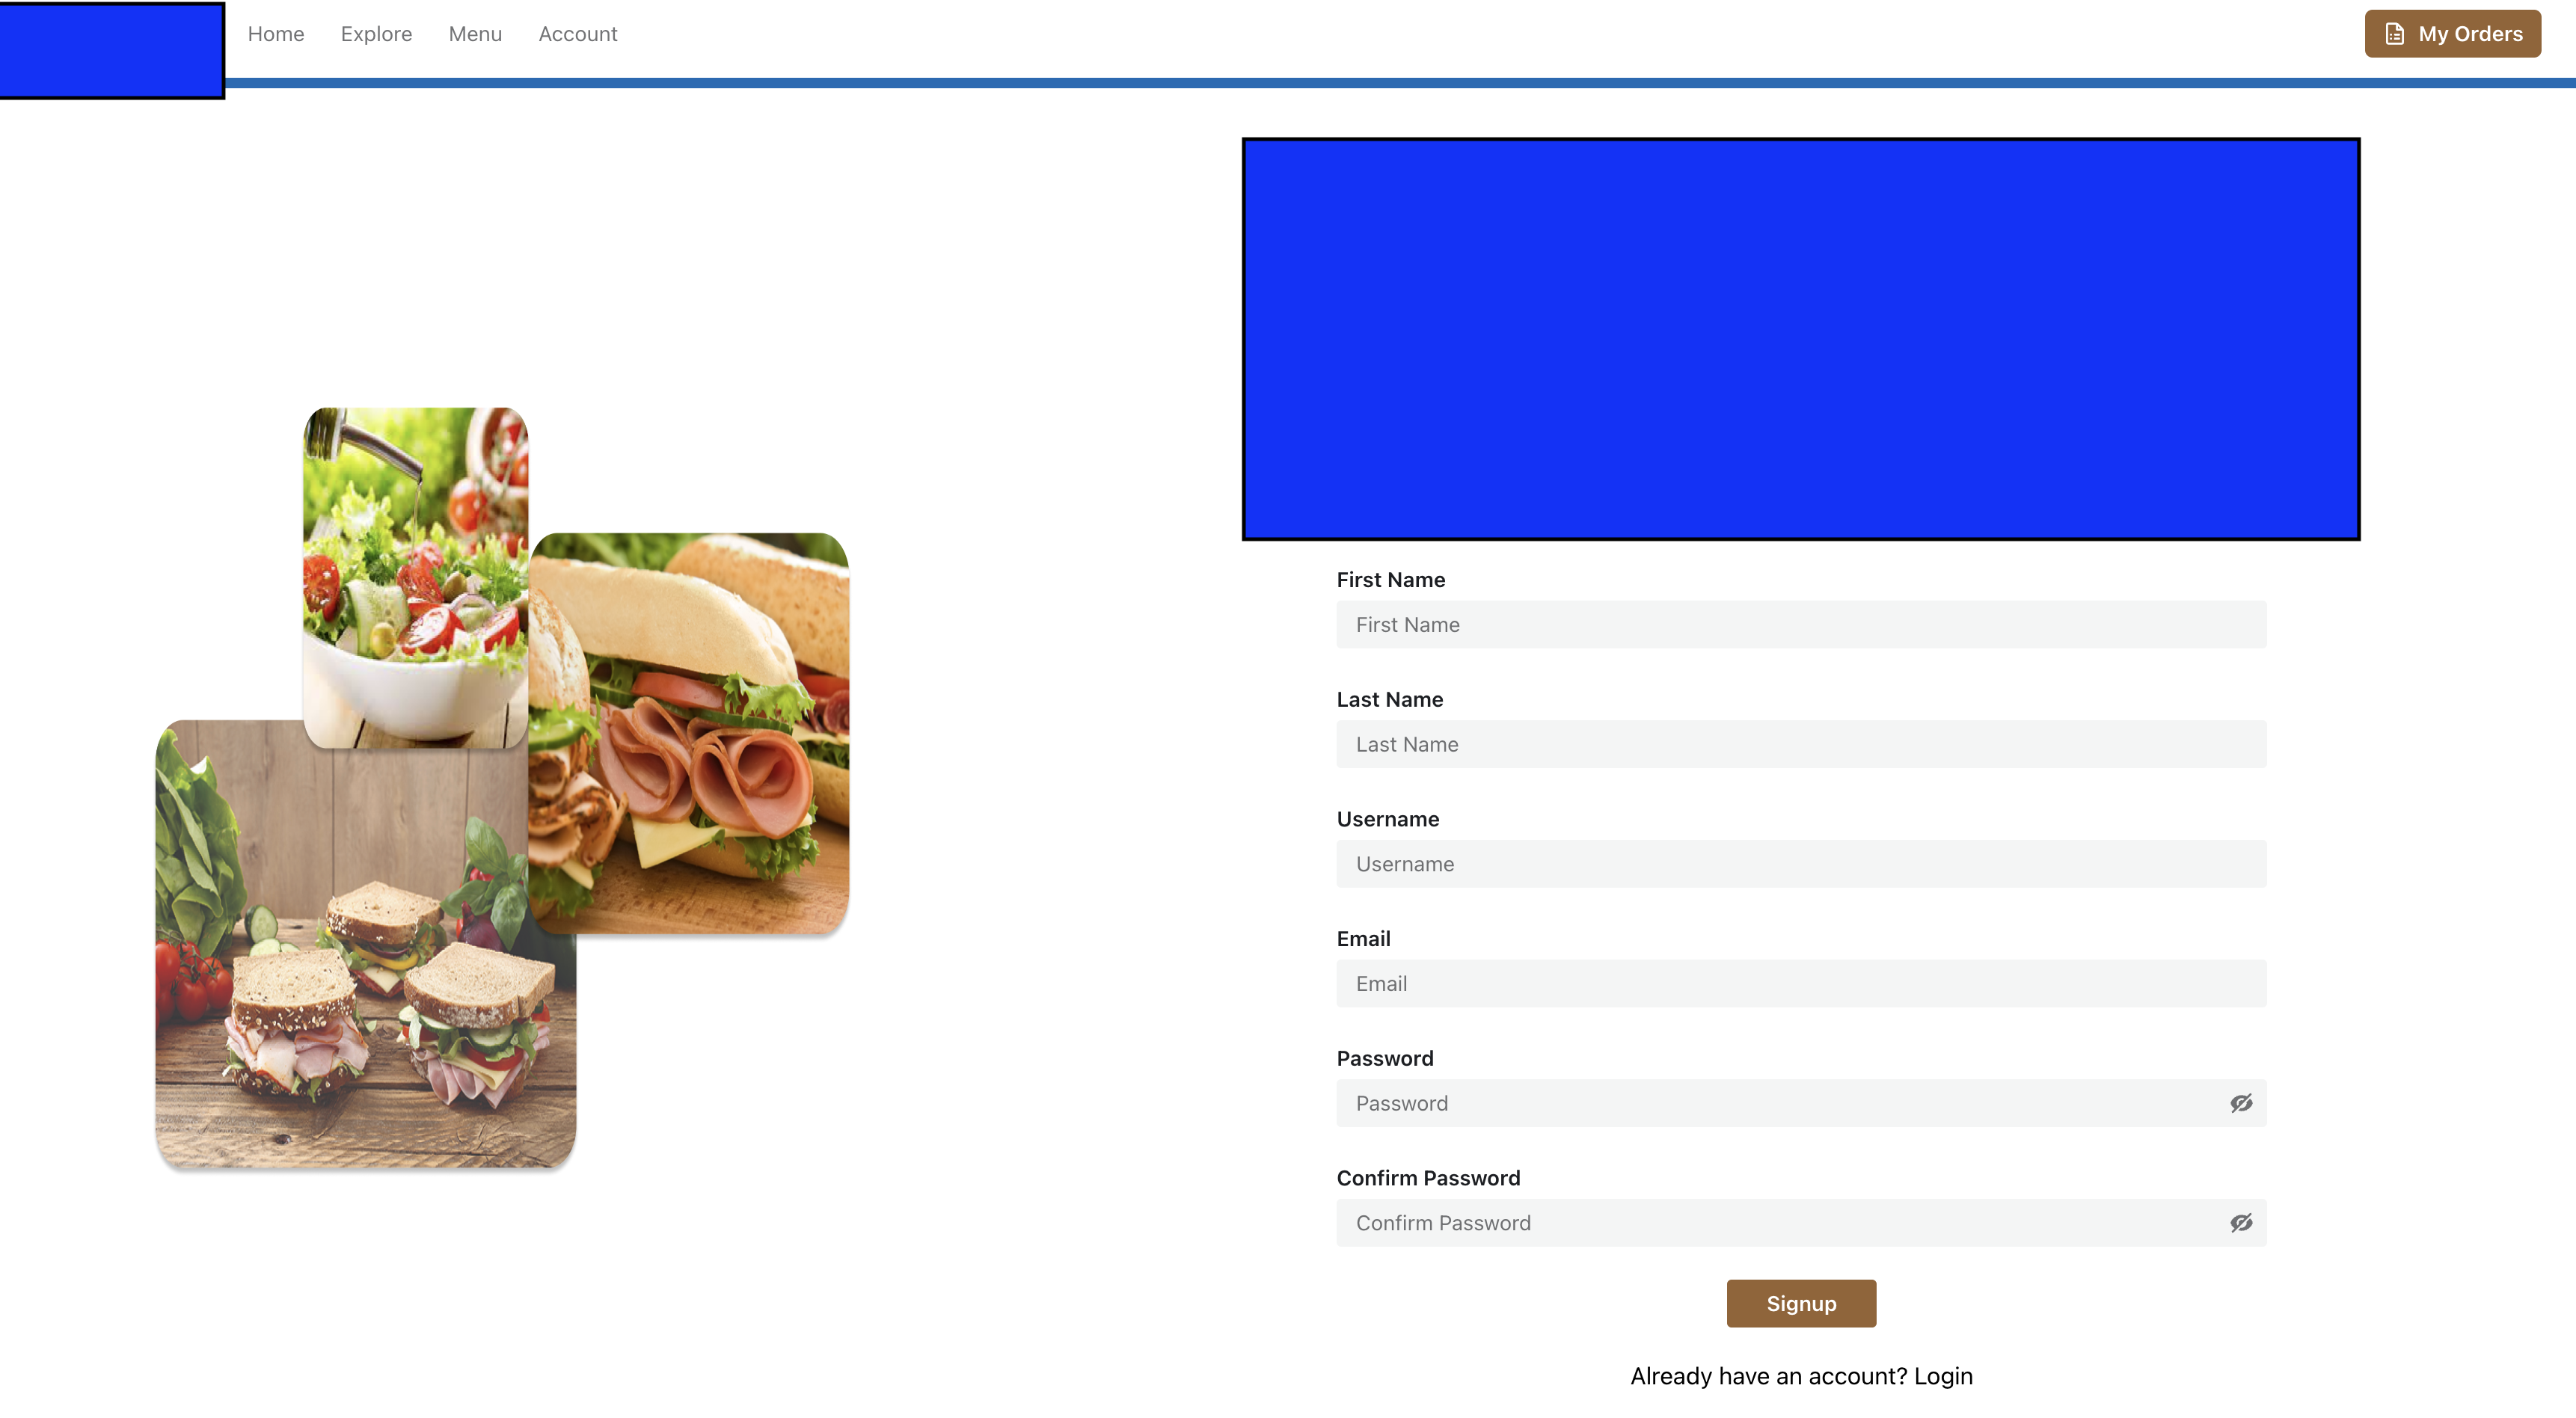 Home Explore Menu Account My Orders
First Name
First Name
Last Name
Last Name
Username
Username
Email
Email
Password
Password
Confirm Password
Confirm Password
Signup
Already have an account? Login